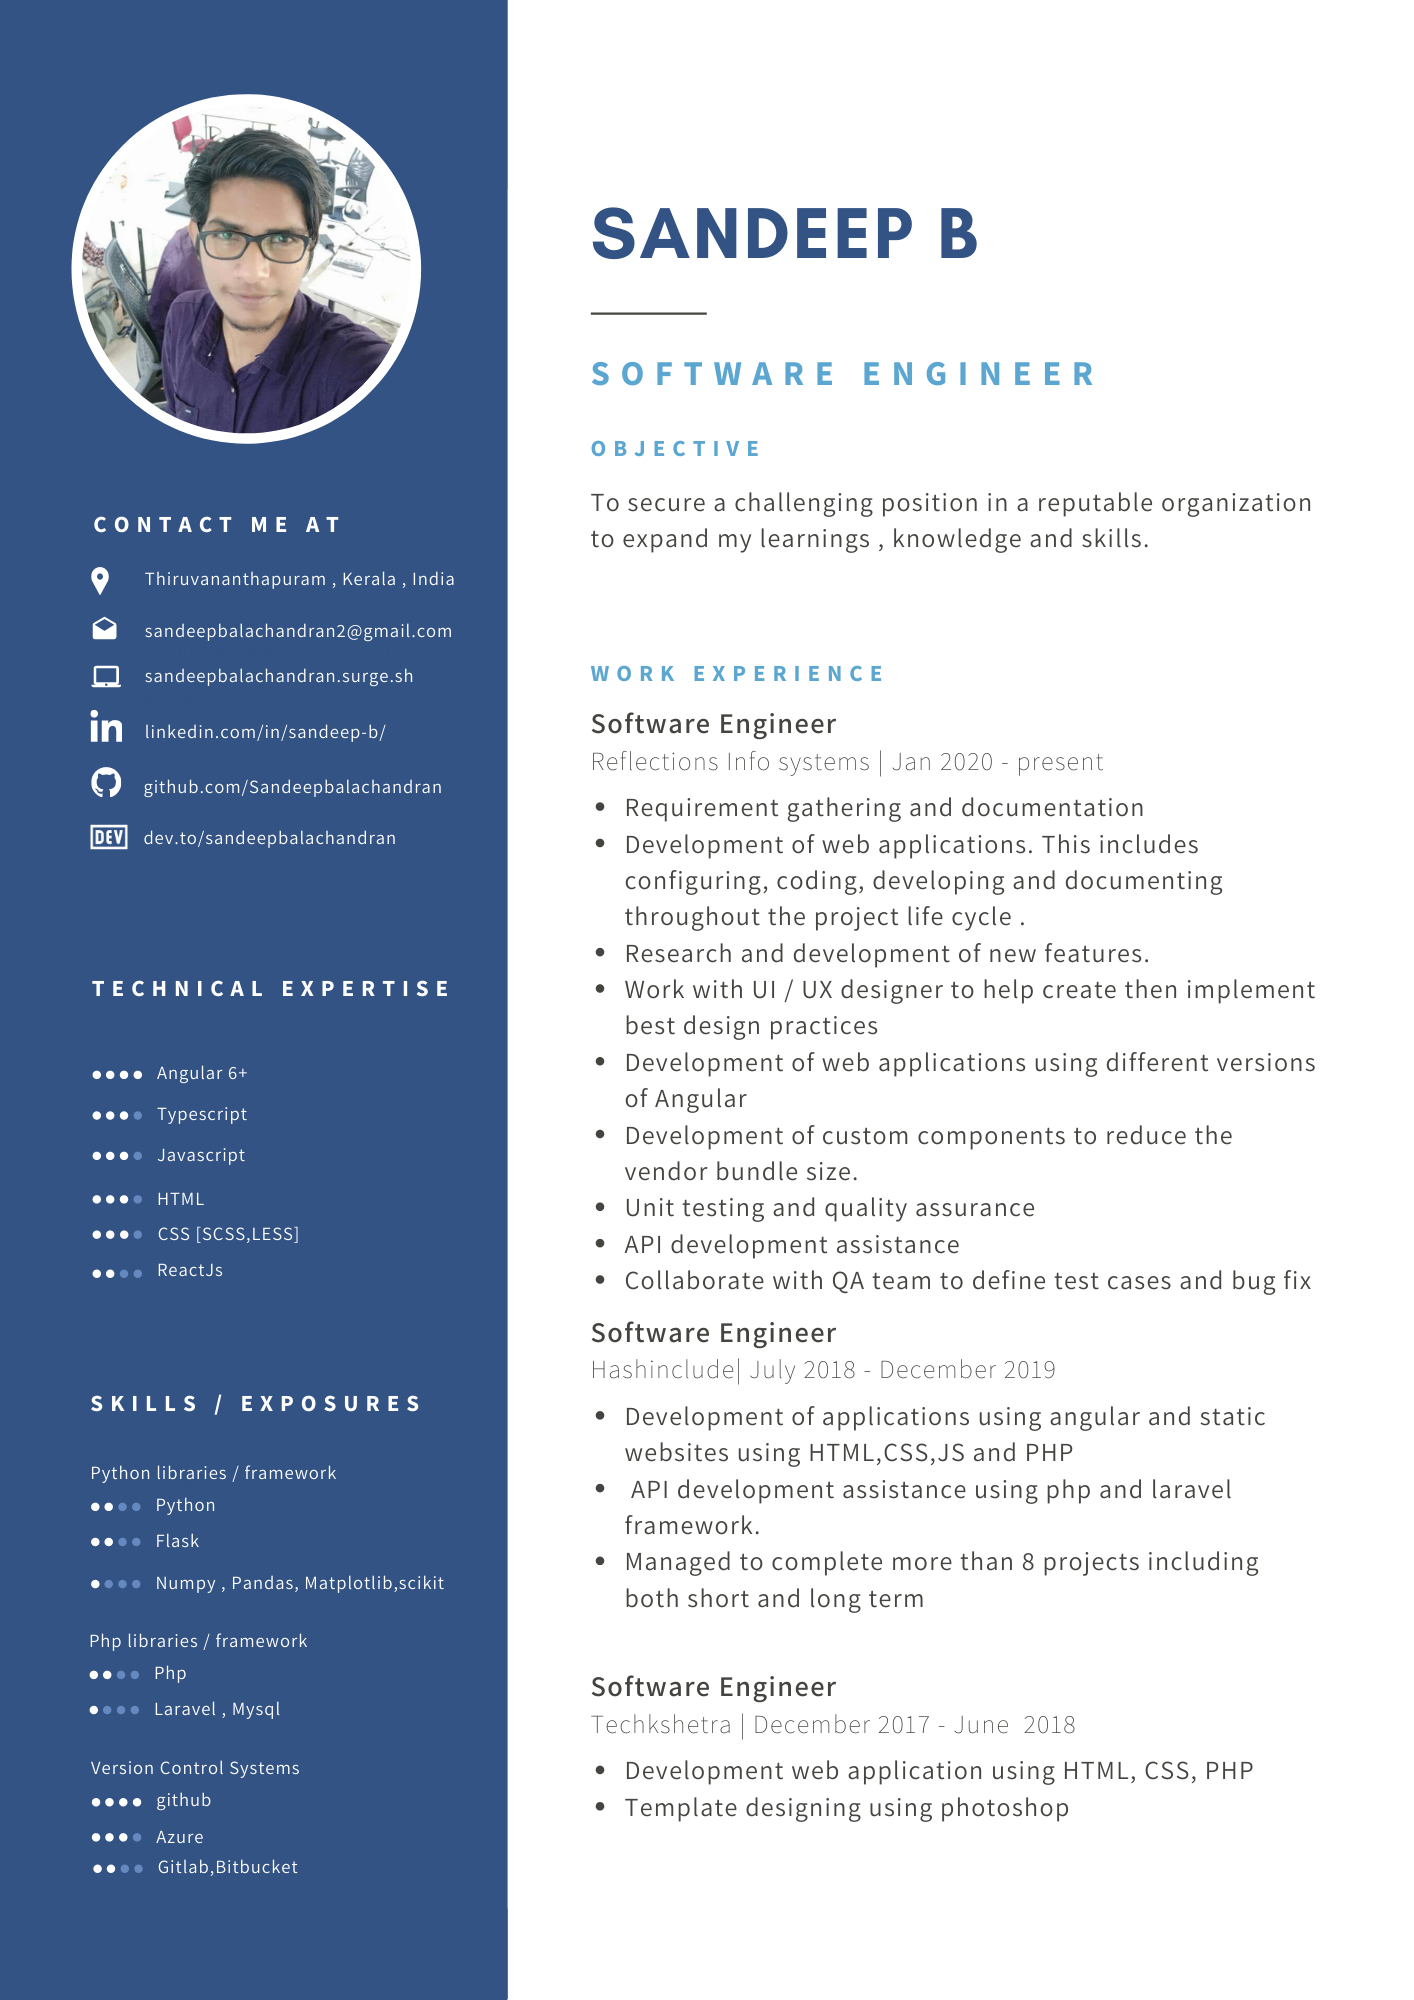 SANDEEP B
SOFTWARE ENGINEER
OBJECTIVE
To secure a challenging position in a reputable organization
to expand my learnings , knowledge and skills.
WORK EXPERIENCE
Software Engineer
Reflections Info systems | Jan 2020 - present
• Requirement gathering and documentation
• Development of web applications. This includes
configuring, coding, developing and documenting
throughout the project life cycle .
• Research and development of new features.
• Work with UI / UX designer to help create then implement
best design practices
• Development of web applications using different versions
of Angular
• Development of custom components to reduce the
vendor bundle size.
• Unit testing and quality assurance
• API development assistance
• Collaborate with QA team to define test cases and bug fix
Software Engineer
Hashinclude| July 2018 - December 2019
• Development of applications using angular and static
websites using HTML,CSS,JS and PHP
• API development assistance using php and laravel
framework.
• Managed to complete more than 8 projects including
both short and long term
Software Engineer
Techkshetra | December 2017 - June 2018
• Development web application using HTML, CSS, PHP
• Template designing using photoshop
CONTACT ME AT
Thiruvananthapuram , Kerala , India
sandeepbalachandran2@gmail.com
sandeepbalachandran.surge.sh
in linkedin.com/in/sandeep-b/
github.com/Sandeepbalachandran
DEV dev.to/sandeepbalachandran
TECHNICAL EXPERTISE
Angular 6+
Typescript
Javascript
HTML
CSS [SCSS,LESS]
ReactJs
SKILLS / EXPOSURES
Python libraries / framework
Python
Flask
Numpy , Pandas, Matplotlib,scikit
Php libraries / framework
Php
Laravel , Mysql
Version Control Systems
github
Azure
Gitlab,Bitbucket